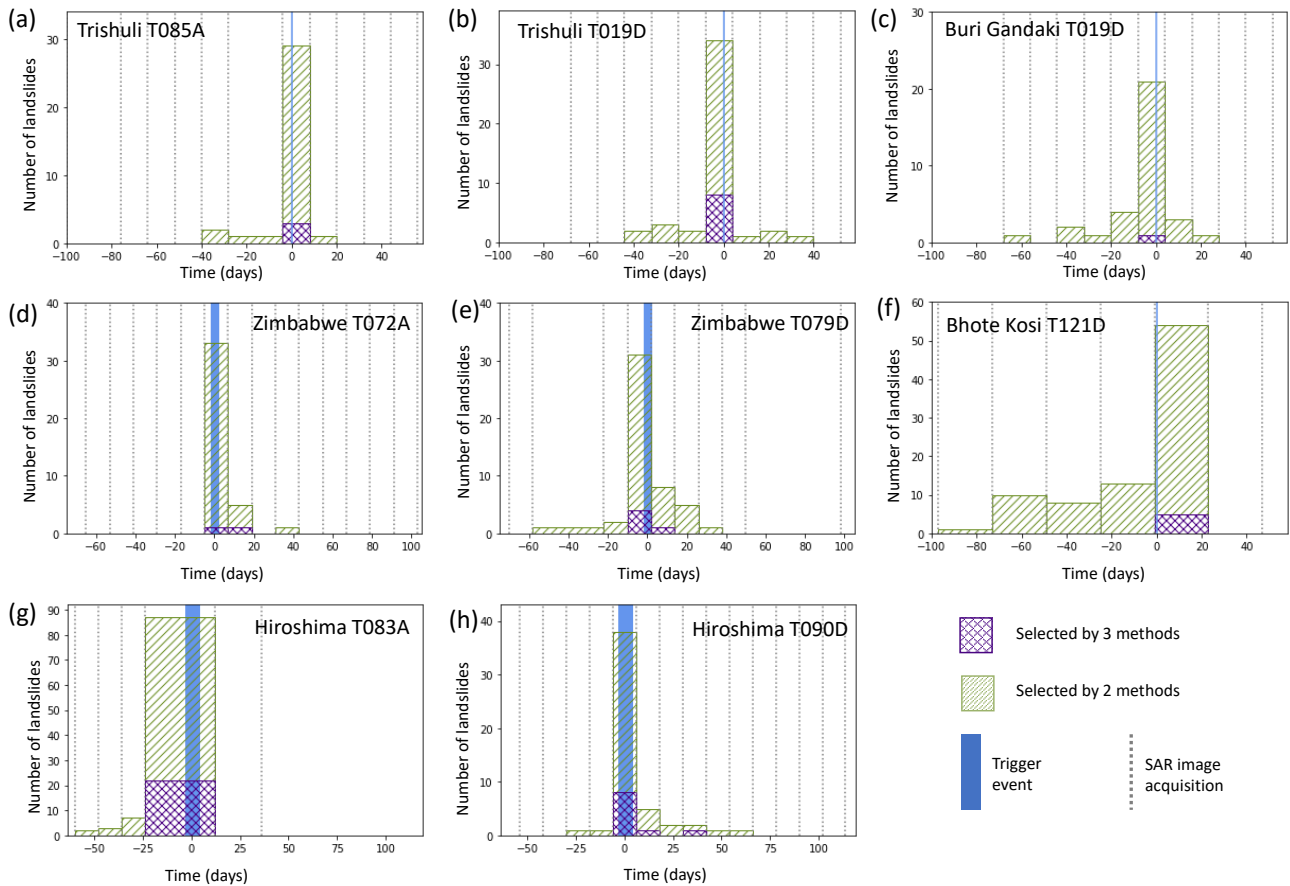 (a)
Trishuli T085A
Number of landslides
30
20
10
0
−100 −80 −60 −40 −20 0 20 40
Time (days)
(b)
Trishuli T019D
Number of landslides
30
20
10
0
−100 −80 −60 −40 −20 0 20 40
Time (days)
(c)
Buri Gandaki T019D
Number of landslides
30
20
10
0
−100 −80 −60 −40 −20 0 20 40
Time (days)
(d)
Zimbabwe T072A
Number of landslides
40
30
20
10
0
−60 −40 −20 0 20 40 60 80 100
Time (days)
(e)
Zimbabwe T079D
Number of landslides
40
30
20
10
0
−60 −40 −20 0 20 40 60 80 100
Time (days)
(f)
Bhote Kosi T121D
Number of landslides
60
50
40
30
20
10
0
−100 −80 −60 −40 −20 0 20 40
Time (days)
(g)
Hiroshima T083A
Number of landslides
90
80
70
60
50
40
30
20
10
0
−50 −25 0 25 50 75 100
Time (days)
(h)
Hiroshima T090D
Number of landslides
40
30
20
10
0
−50 −25 0 25 50 75 100
Time (days)
Selected by 3 methods
Selected by 2 methods
Trigger
event
SAR image
acquisition